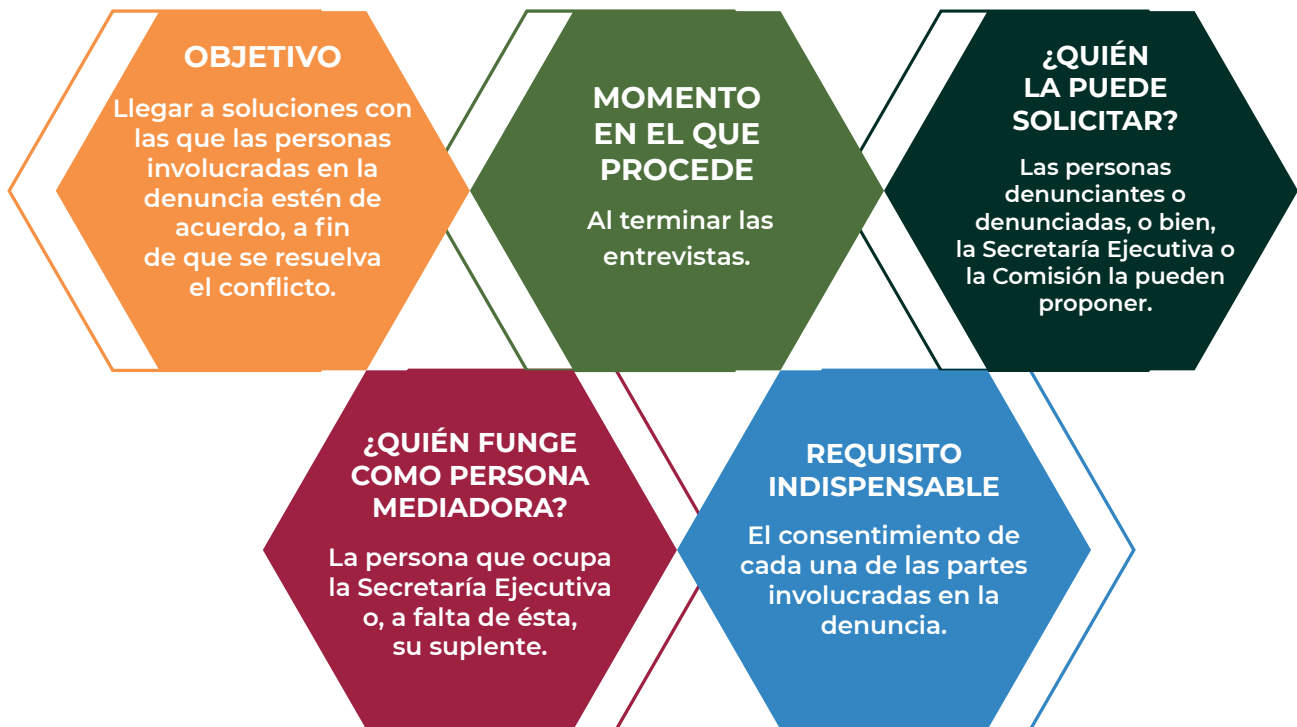 OBJETIVO
Llegar a soluciones con
las que las personas
involucradas en la
denuncia estén de
acuerdo, a fin
de que se resuelva
el conflicto.
MOMENTO
EN EL QUE
PROCEDE
Al terminar las
entrevistas.
¿QUIÉN
LA PUEDE
SOLICITAR?
Las personas
denunciantes o
denunciadas, o bien,
la Secretaría Ejecutiva o
la Comisión la pueden
proponer.
¿QUIÉN FUNGE
COMO PERSONA
MEDIADORA?
La persona que ocupa
la Secretaría Ejecutiva
o, a falta de ésta,
su suplente.
REQUISITO
INDISPENSABLE
El consentimiento de
cada una de las partes
involucradas en la
denuncia.